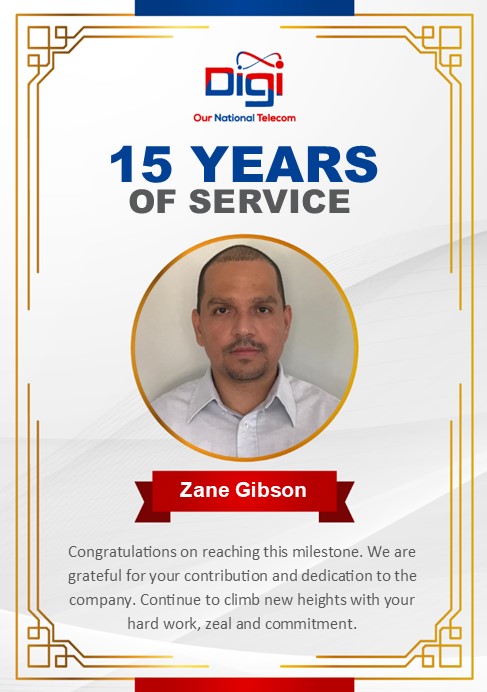 Digi
Our National Telecom
15 YEARS
OF SERVICE
Zane Gibson
Congratulations on reaching this milestone. We are
grateful for your contribution and dedication to the
company. Continue to climb new heights with your
hard work, zeal and commitment.